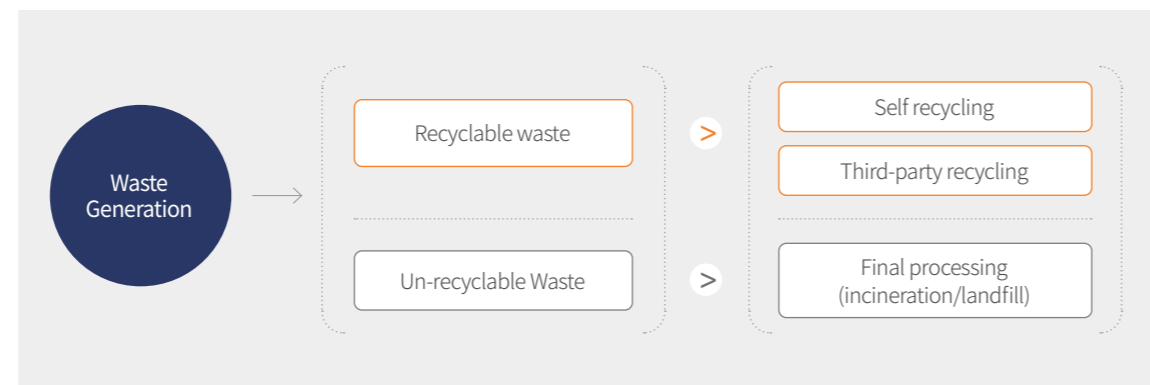 Waste
Generation
Recyclable waste
>
Self recycling
Third-party recycling
Un-recyclable Waste
>
Final processing
(incineration/landfill)